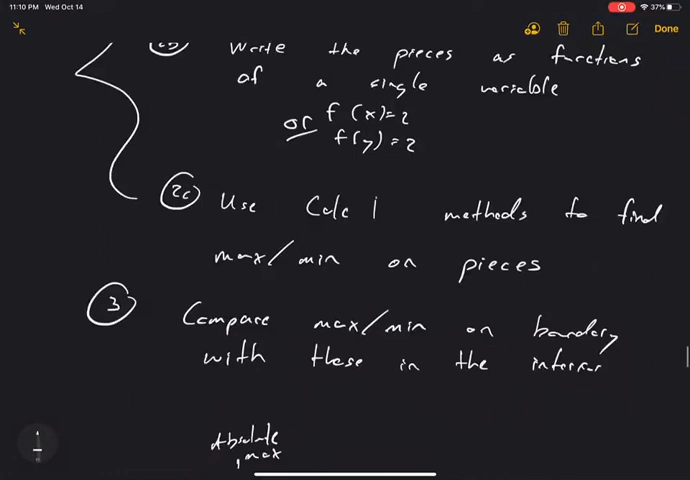 11:10 PM Wed Oct 14
37%
Done
2b Write the pieces as functions
of a single variable
or f(x)=z
f(y)=z
2c Use Calc 1 methods to find
max/min on pieces
3 Compare max/min on boundary
with those in the interior
Absolute
max